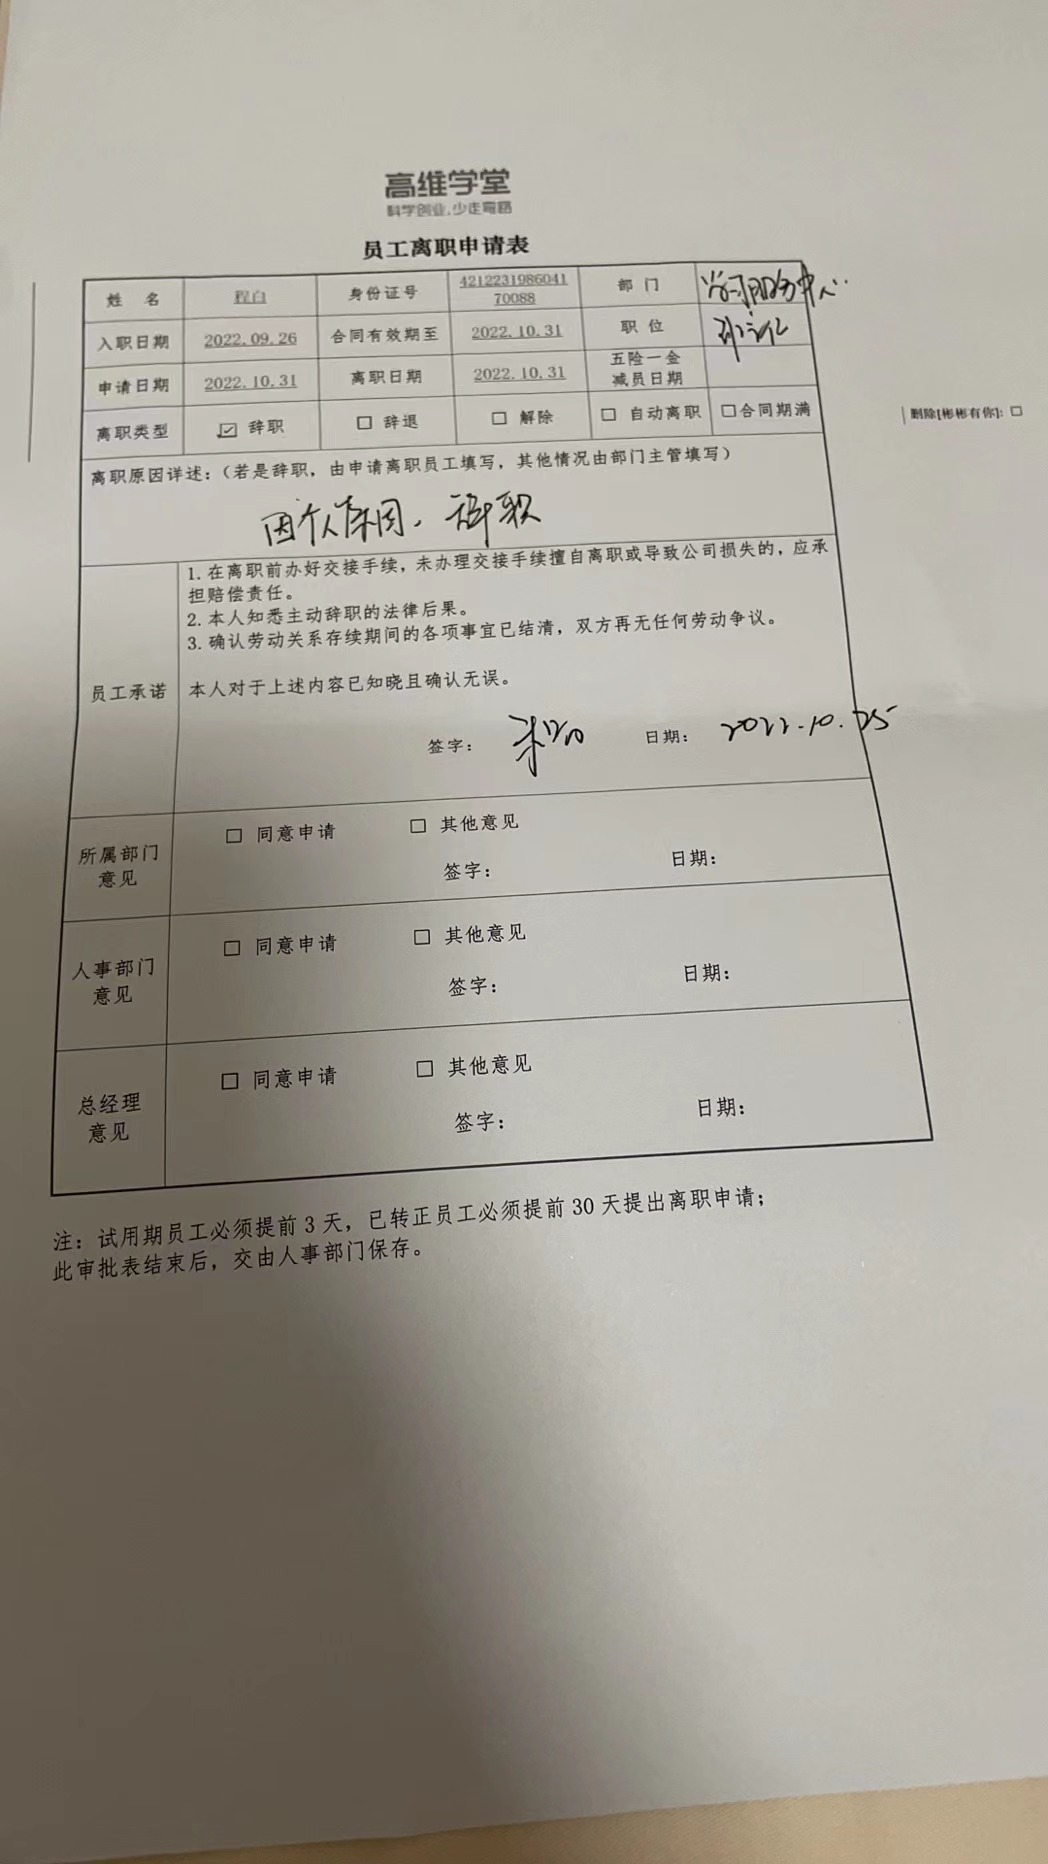 高维学堂
科学创业,少走弯路
员工离职申请表
姓 名 程白 身份证号 421223198604170088 部 门 学习服务中心
入职日期 2022.09.26 合同有效期至 2022.10.31 职 位
申请日期 2022.10.31 离职日期 2022.10.31 五险一金减员日期
离职类型 ☑ 辞职 □ 辞退 □ 解除 □ 自动离职 □合同期满
删除[彬彬有你]: □
离职原因详述:(若是辞职,由申请离职员工填写,其他情况由部门主管填写)
因个人原因,辞职
员工承诺
1.在离职前办好交接手续,未办理交接手续擅自离职或导致公司损失的,应承
担赔偿责任。
2.本人知悉主动辞职的法律后果。
3.确认劳动关系存续期间的各项事宜已结清,双方再无任何劳动争议。
本人对于上述内容已知晓且确认无误。
签字: 程白 日期: 2022.10.25
所属部门
意见
□ 同意申请 □ 其他意见
签字: 日期:
人事部门
意见
□ 同意申请 □ 其他意见
签字: 日期:
总经理
意见
□ 同意申请 □ 其他意见
签字: 日期:
注:试用期员工必须提前3天,已转正员工必须提前30天提出离职申请;
此审批表结束后,交由人事部门保存。